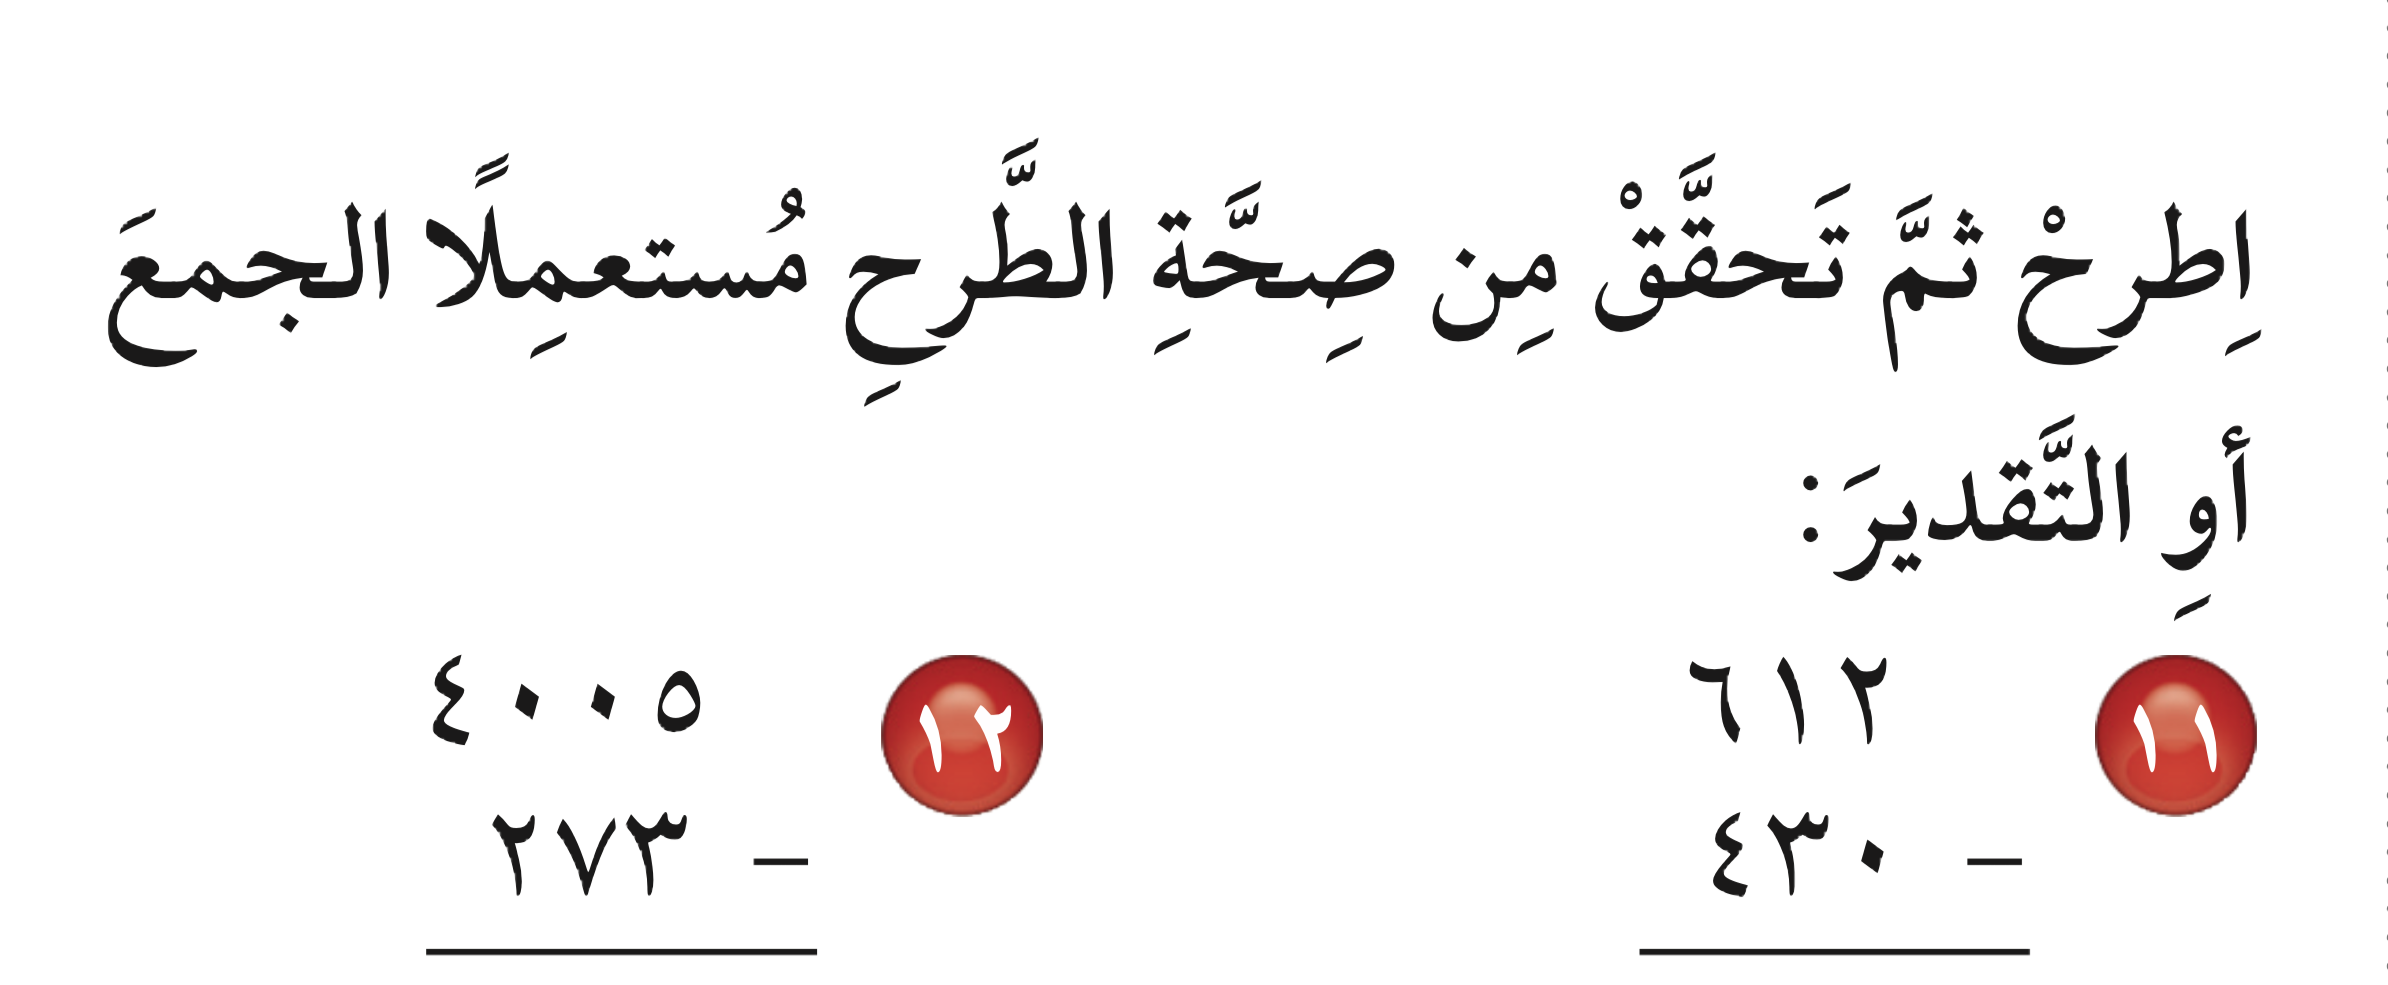 اِطرحْ ثمَّ تَحقَّقْ مِن صِحَّةِ الطَّرحِ مُستعمِلًا الجمعَ
أوِ التَّقديرَ:
١١ ٦١٢ ١٢ ٤٠٠٥
– ٤٣٠ – ٢٧٣